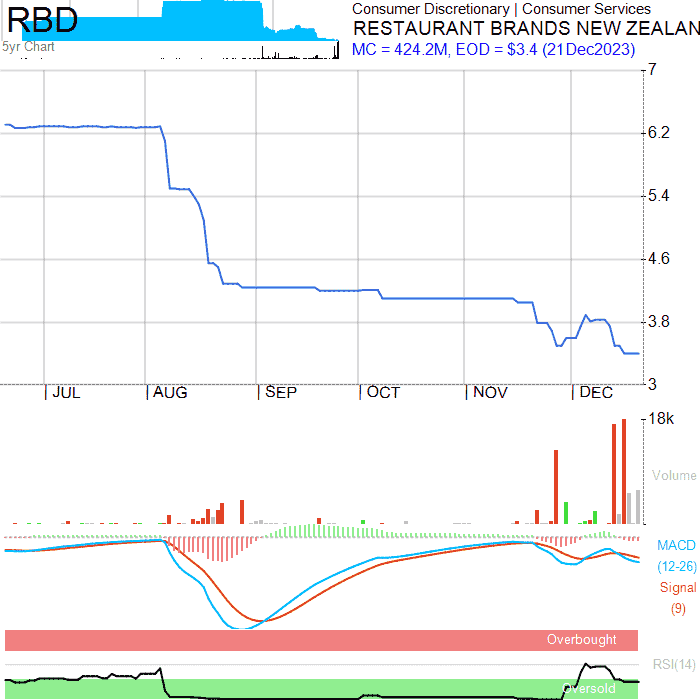 RBD
5yr Chart
Consumer Discretionary | Consumer Services
RESTAURANT BRANDS NEW ZEALAN
MC = 424.2M, EOD = $3.4 (21Dec2023)
7
6.2
5.4
4.6
3.8
3
| JUL | AUG | SEP | OCT | NOV | DEC
18k
Volume
MACD
(12-26)
Signal
(9)
Overbought
RSI(14)
Oversold